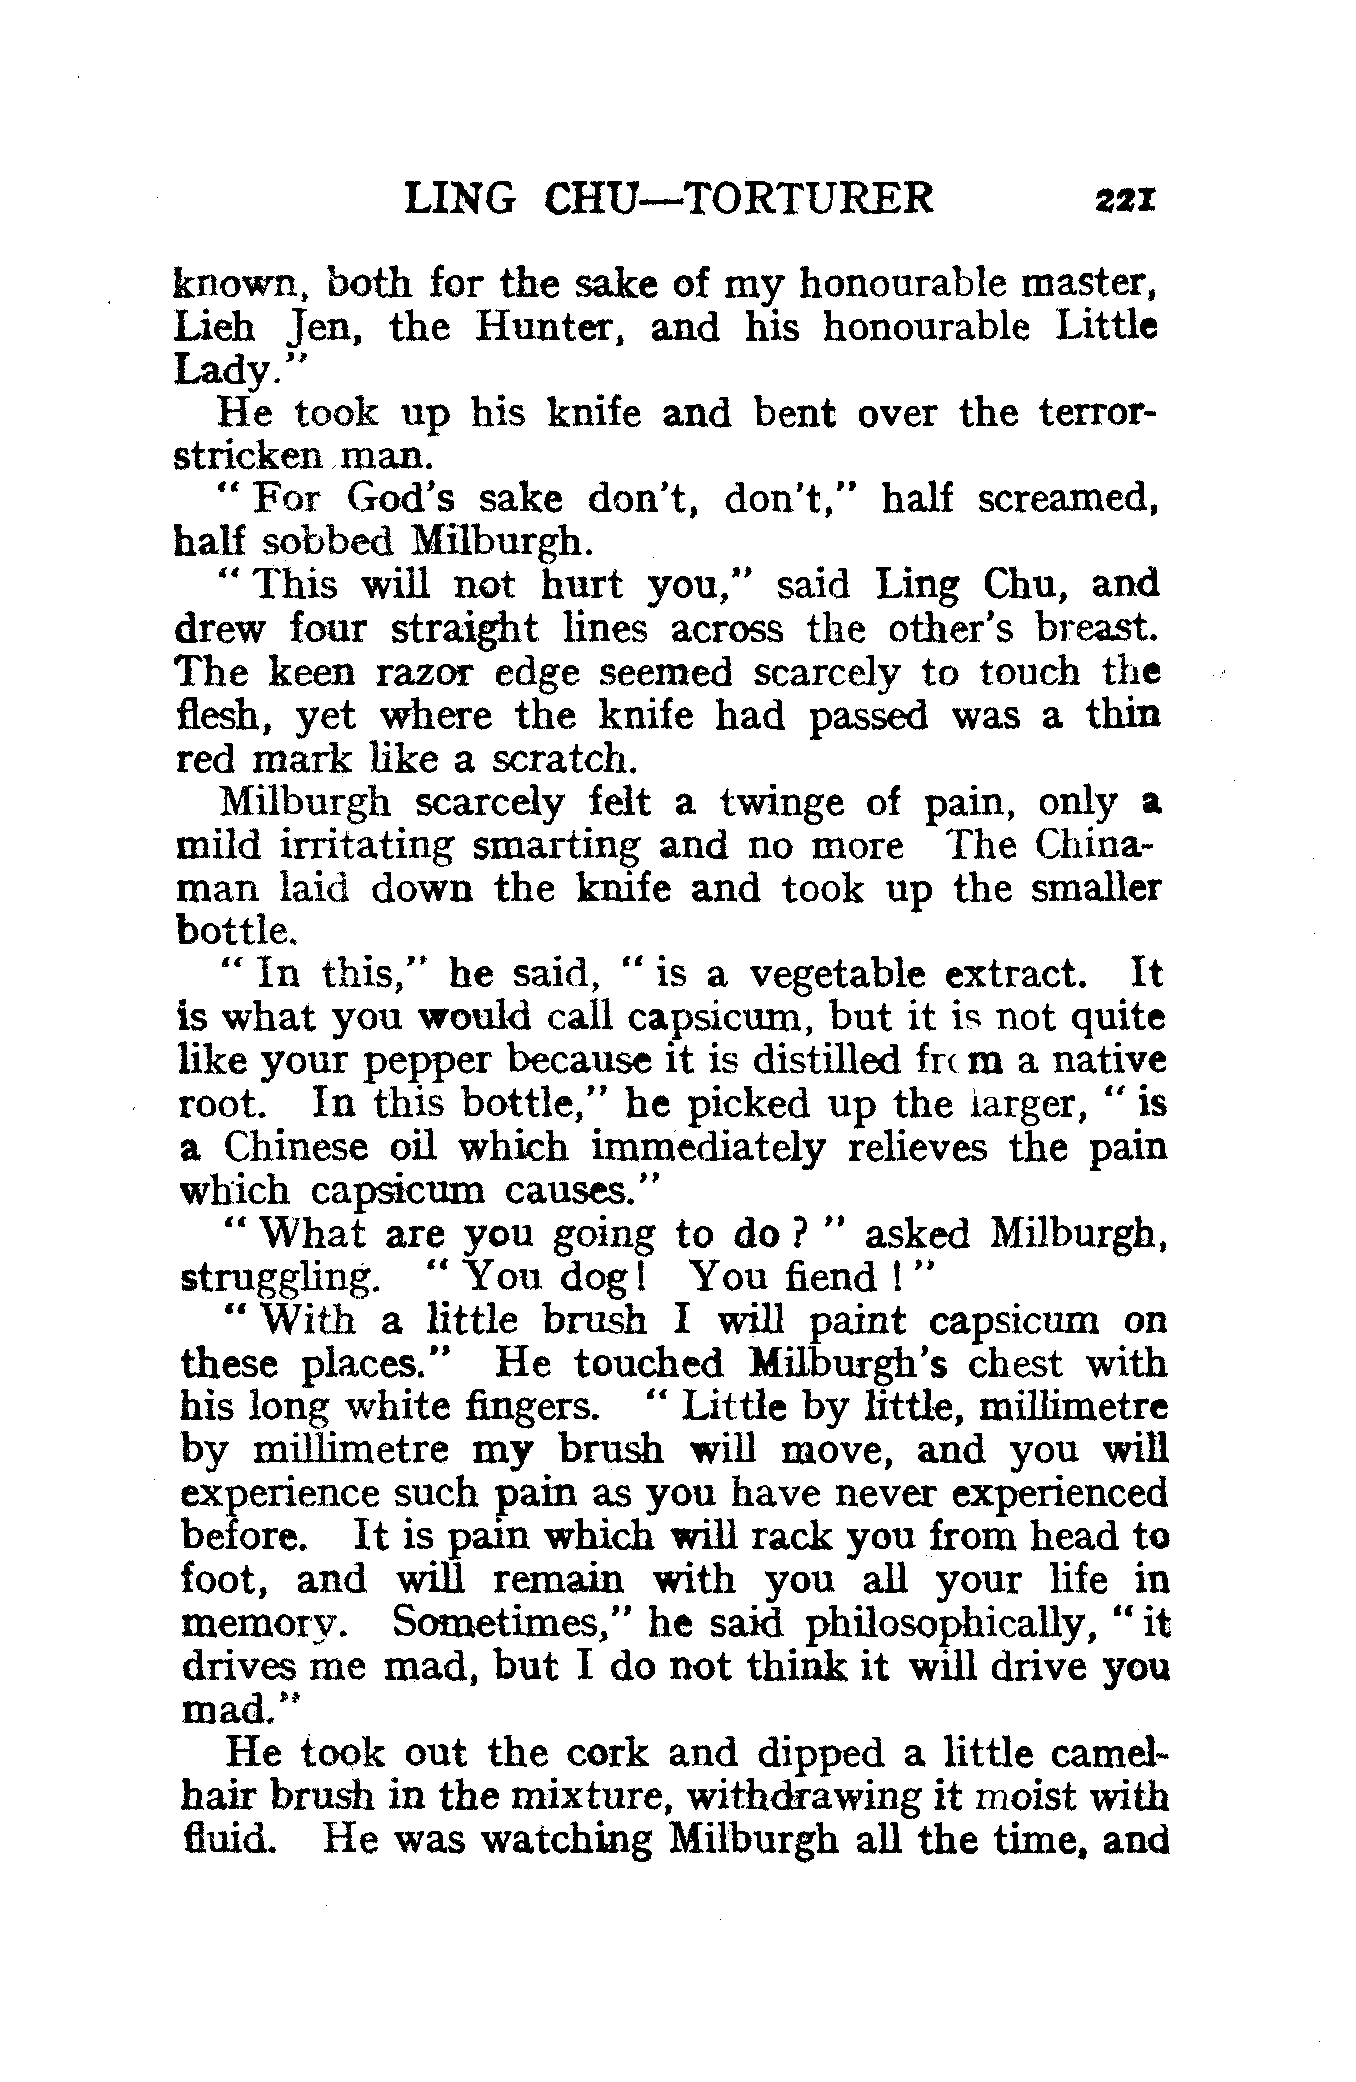 LING CHU—TORTURER 221
known, both for the sake of my honourable master,
Lieh Jen, the Hunter, and his honourable Little
Lady."
He took up his knife and bent over the terror-
stricken man.
" For God's sake don't, don't," half screamed,
half sobbed Milburgh.
" This will not hurt you," said Ling Chu, and
drew four straight lines across the other's breast.
The keen razor edge seemed scarcely to touch the
flesh, yet where the knife had passed was a thin
red mark like a scratch.
Milburgh scarcely felt a twinge of pain, only a
mild irritating smarting and no more The China-
man laid down the knife and took up the smaller
bottle.
" In this," he said, " is a vegetable extract. It
is what you would call capsicum, but it is not quite
like your pepper because it is distilled from a native
root. In this bottle," he picked up the larger, " is
a Chinese oil which immediately relieves the pain
which capsicum causes."
" What are you going to do ? " asked Milburgh,
struggling. " You dog! You fiend ! "
" With a little brush I will paint capsicum on
these places." He touched Milburgh's chest with
his long white fingers. " Little by little, millimetre
by millimetre my brush will move, and you will
experience such pain as you have never experienced
before. It is pain which will rack you from head to
foot, and will remain with you all your life in
memory. Sometimes," he said philosophically, " it
drives me mad, but I do not think it will drive you
mad."
He took out the cork and dipped a little camel-
hair brush in the mixture, withdrawing it moist with
fluid. He was watching Milburgh all the time, and